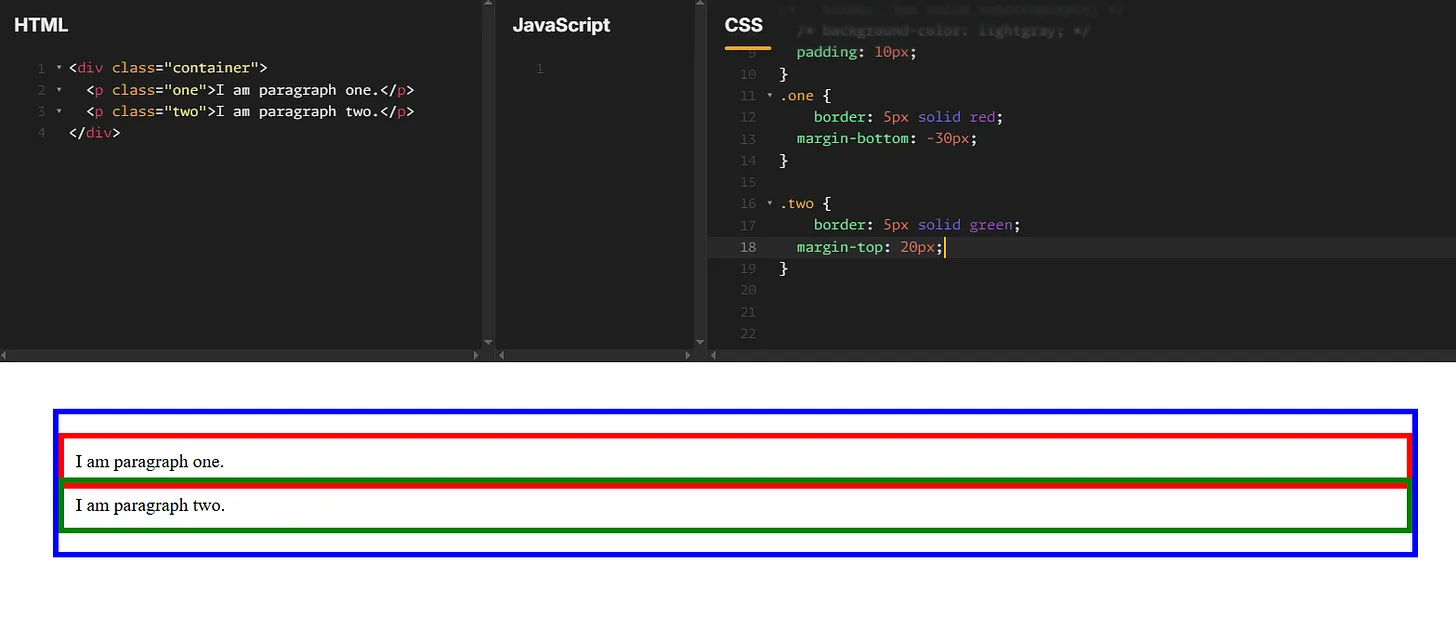 HTML
1 <div class="container">
2 <p class="one">I am paragraph one.</p>
3 <p class="two">I am paragraph two.</p>
4 </div>
JavaScript
1
CSS
/* background-color: lightgray; */
9 padding: 10px;
10 }
11 .one {
12 border: 5px solid red;
13 margin-bottom: -30px;
14 }
15
16 .two {
17 border: 5px solid green;
18 margin-top: 20px;
19 }
20
21
22
I am paragraph one.
I am paragraph two.